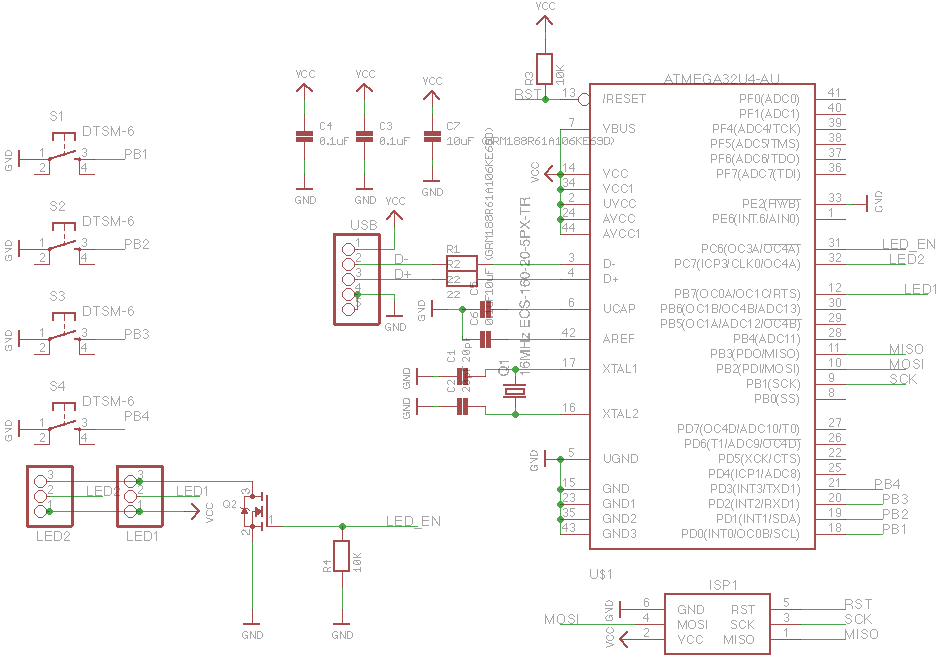 VCC
R3
10K
RST
13
VCC
VCC
VCC
C4
0.1uF
C3
0.1uF
C7
10uF
(GRM188R61A106KE69D)
GND
GND
GND
S1
DTSM-6
GND
1
2
3
4
PB1
S2
DTSM-6
GND
1
2
3
4
PB2
S3
DTSM-6
GND
1
2
3
4
PB3
S4
DTSM-6
GND
1
2
3
4
PB4
USB
VCC
1
2
3
4
D-
D+
GND
R1
R2
22
22
GND
C5
10uF
(GRM188R61A106KE69D)
C6
GND
C1
20pF
GND
C2
Q1
16MHz ECS-160-20-5PX-TR
ATMEGA32U4-AU
/RESET
7
VBUS
VCC
14
VCC
34
VCC1
2
UVCC
24
AVCC
44
AVCC1
3
D-
4
D+
6
UCAP
42
AREF
17
XTAL1
16
XTAL2
GND
5
UGND
15
GND
23
GND1
35
GND2
43
GND3
PF0(ADC0)
41
PF1(ADC1)
40
PF4(ADC4/TCK)
39
PF5(ADC5/TMS)
38
PF6(ADC6/TDO)
37
PF7(ADC7(TDI)
36
PE2(HWB)
33
GND
PE6(INT.6/AIN0)
1
PC6(OC3A/OC4A)
31
LED_EN
PC7(ICP3/CLK0/OC4A)
32
LED2
PB7(OC0A/OC1C/RTS)
12
LED1
PB6(OC1B/OC4B/ADC13)
30
PB5(OC1A/ADC12/OC4B)
29
PB4(ADC11)
28
PB3(PDO/MISO)
11
MISO
PB2(PDI/MOSI)
10
MOSI
PB1(SCK)
9
SCK
PB0(SS)
8
PD7(OC4D/ADC10/T0)
27
PD6(T1/ADC9/OC4D)
26
PD5(XCK/CTS)
22
PD4(ICP1/ADC8)
25
PD3(INT3/TXD1)
21
PB4
PD2(INT2/RXD1)
20
PB3
PD1(INT1/SDA)
19
PB2
PD0(INT0/OC0B/SCL)
18
PB1
3
2
1
LED2
LED2
3
2
1
LED1
LED1
VCC
Q2
3
1
2
GND
LED_EN
R4
10K
GND
U$1
ISP1
GND
6
GND
RST
5
RST
MOSI
4
MOSI
SCK
3
SCK
VCC
2
VCC
MISO
1
MISO